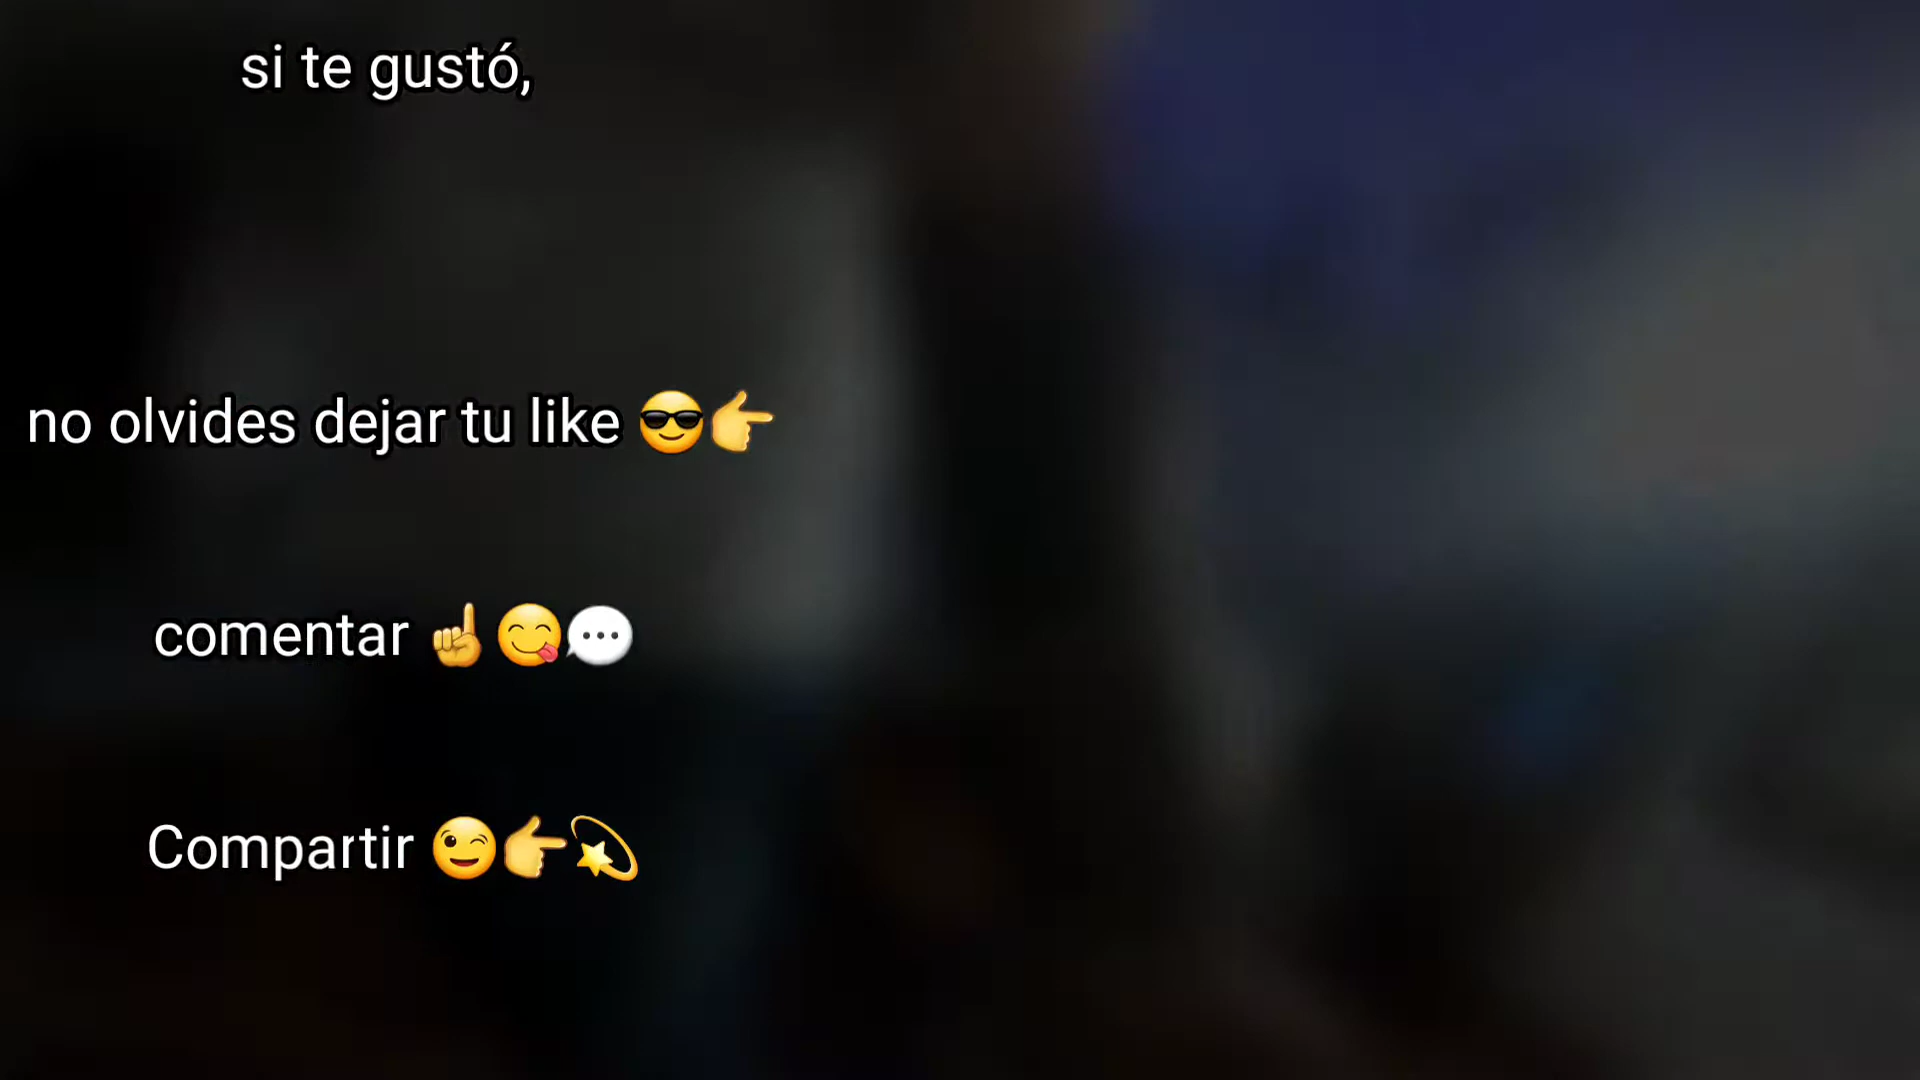 si te gustó,
no olvides dejar tu like 😎👉
comentar ☝😋💬
Compartir 😉👉💫